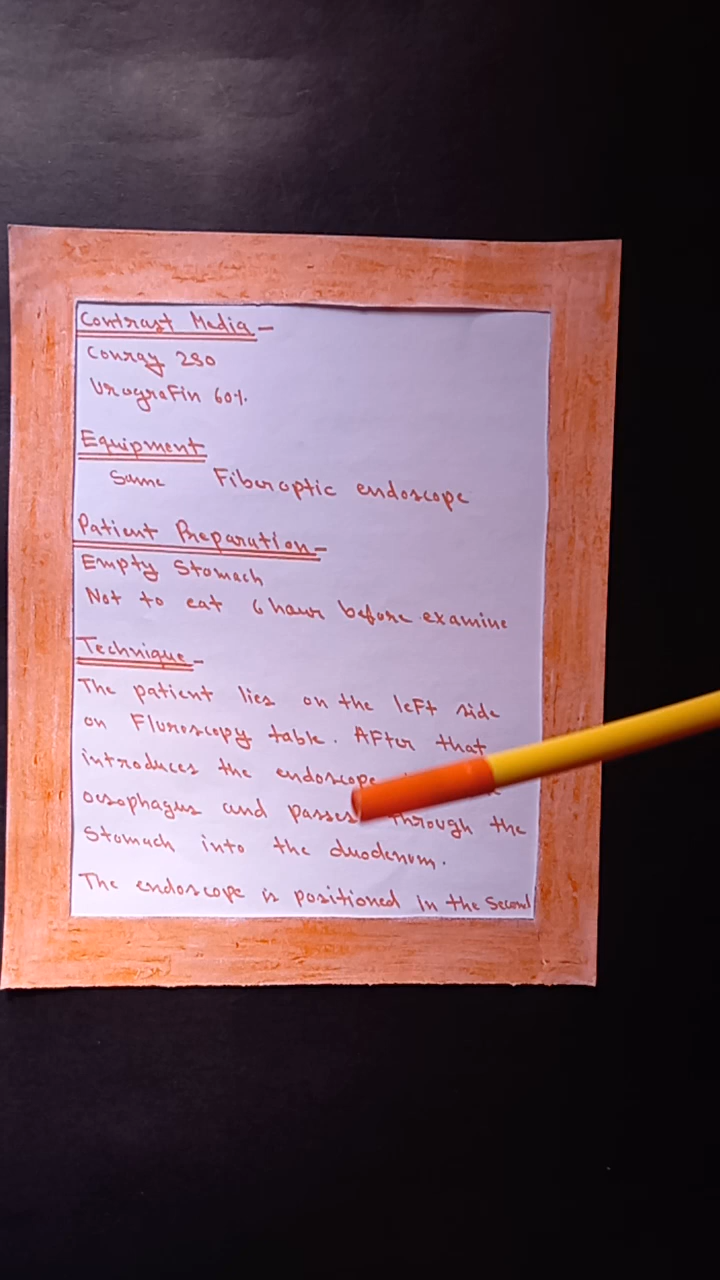 Contrast Media -
Conray 280
Urografin 60%.
Equipment
Same Fiberoptic endoscope
Patient Preparation -
Empty Stomach
Not to eat 6 hour before examine
Technique -
The patient lies on the left side
on Fluroscopy table. After that
introduces the endoscope
oesophagus and passes through the
Stomach into the duodenum.
The endoscope is positioned in the Second